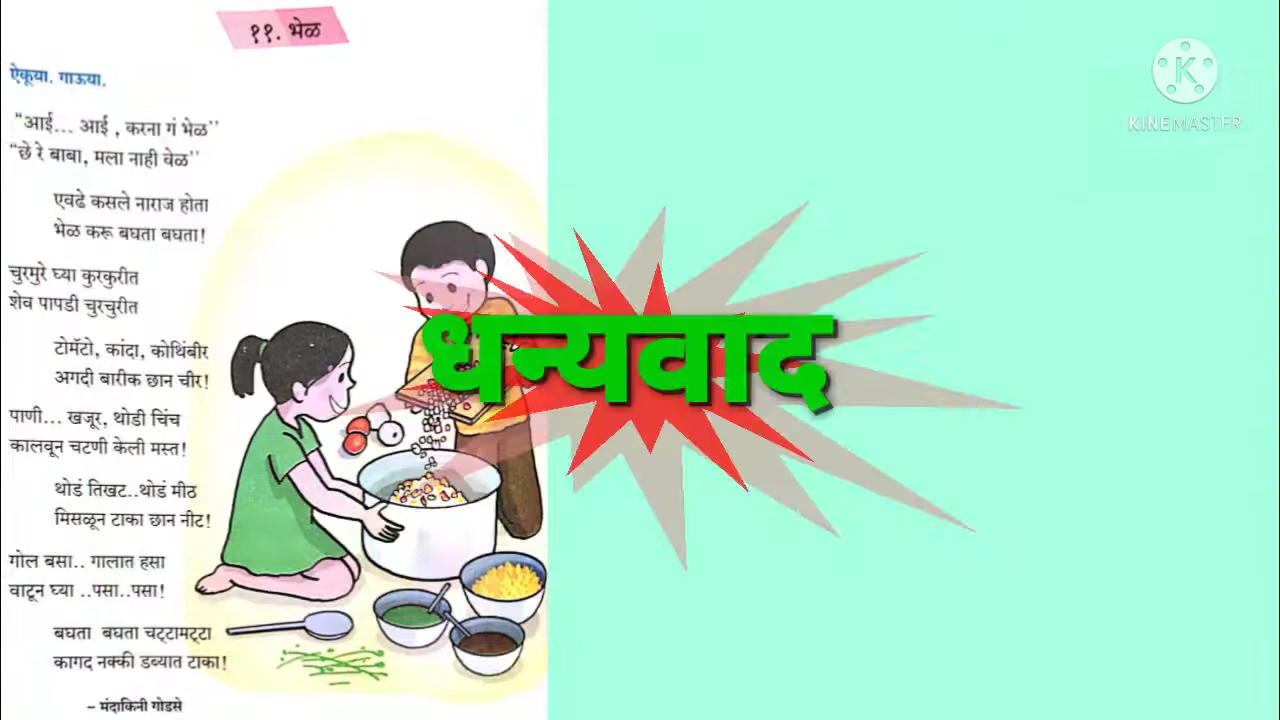 ११. भेळ
ऐकूया. गाऊया.
"आई... आई , करना गं भेळ''
"छे रे बाबा, मला नाही वेळ''
एवढे कसले नाराज होता
भेळ करू बघता बघता!
चुरमुरे घ्या कुरकुरीत
शेव पापडी चुरचुरीत
टोमॅटो, कांदा, कोथिंबीर
अगदी बारीक छान चीर!
पाणी... खजूर, थोडी चिंच
कालवून चटणी केली मस्त!
थोडं तिखट..थोडं मीठ
मिसळून टाका छान नीट!
गोल बसा.. गालात हसा
वाटून घ्या ..पसा..पसा!
बघता बघता चट्टामट्टा
कागद नक्की डब्यात टाका!
– मंदाकिनी गोडसे
धन्यवाद
K
KINEMASTER